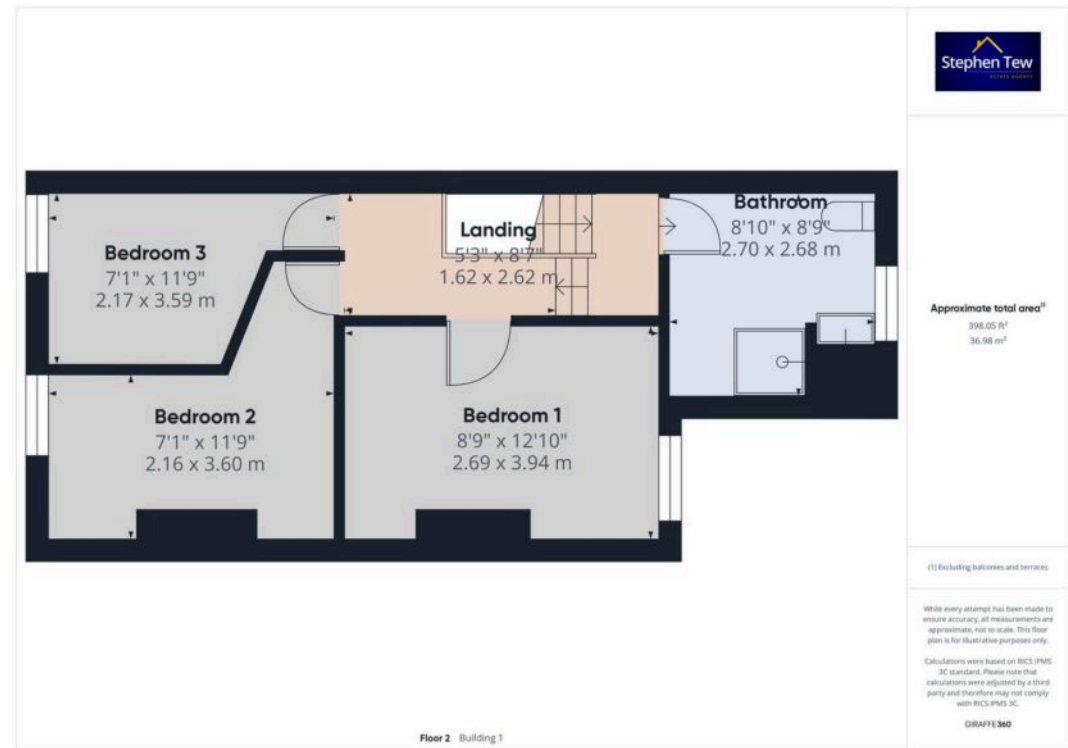 Stephen Tew
ESTATE AGENTS
Bedroom 3
7'1" x 11'9"
2.17 x 3.59 m
Landing
5'3" x 8'7"
1.62 x 2.62 m
Bathroom
8'10" x 8'9"
2.70 x 2.68 m
Bedroom 2
7'1" x 11'9"
2.16 x 3.60 m
Bedroom 1
8'9" x 12'10"
2.69 x 3.94 m
Approximate total area⁽¹⁾
398.05 ft²
36.98 m²
(1) Excluding balconies and terraces
While every attempt has been made to
ensure accuracy, all measurements are
approximate, not to scale. This floor
plan is for illustrative purposes only.
Calculations were based on RICS IPMS
3C standard. Please note that
calculations were adjusted by a third
party and therefore may not comply
with RICS IPMS 3C.
GIRAFFE360
Floor 2 Building 1